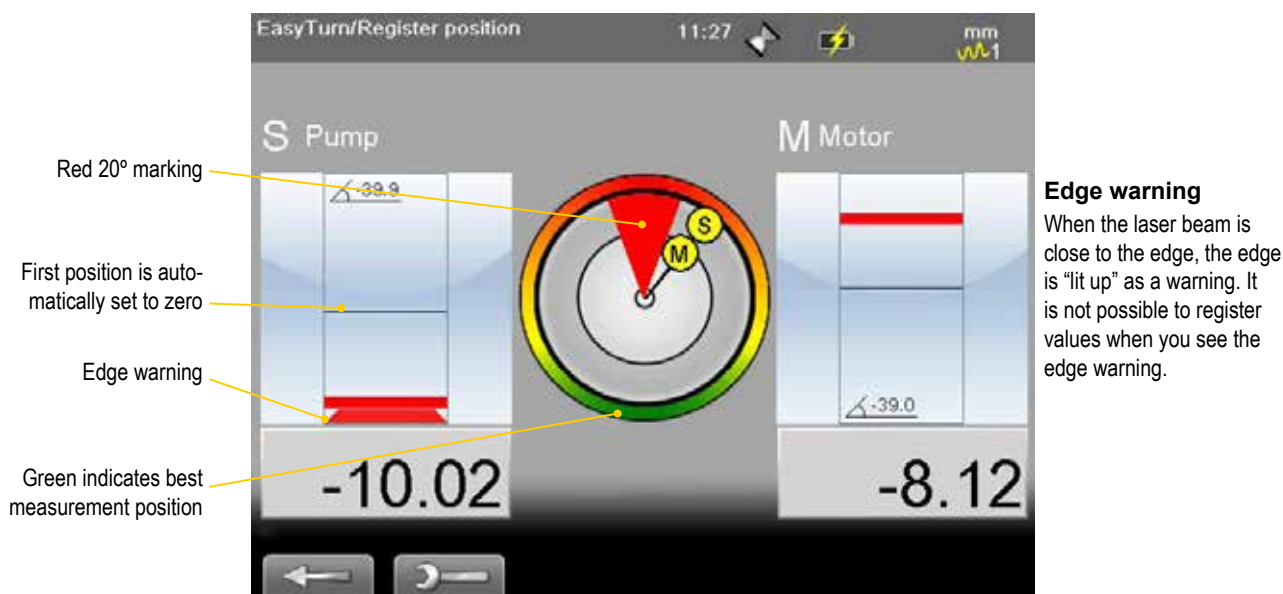 EasyTurn/Register position
11:27
mm
1
S Pump
M Motor
Red 20º marking
-39.9
S
M
Edge warning
When the laser beam is
close to the edge, the edge
is “lit up” as a warning. It
is not possible to register
values when you see the
edge warning.
First position is auto-
matically set to zero
Edge warning
-39.0
Green indicates best
measurement position
-10.02
-8.12